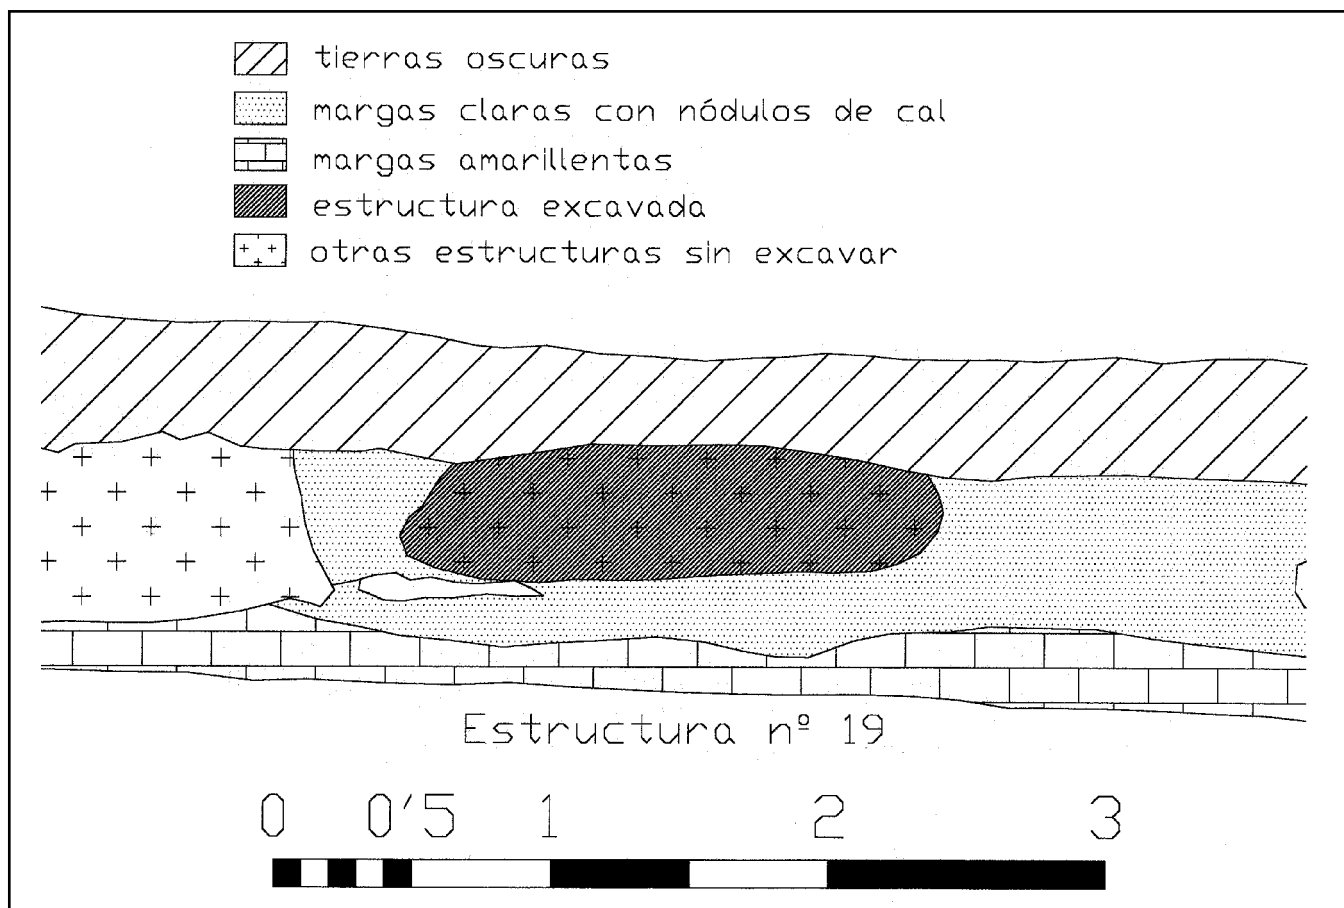 tierras oscuras
margas claras con nódulos de cal
margas amarillentas
estructura excavada
otras estructuras sin excavar
Estructura nº 19
0 0'5 1 2 3